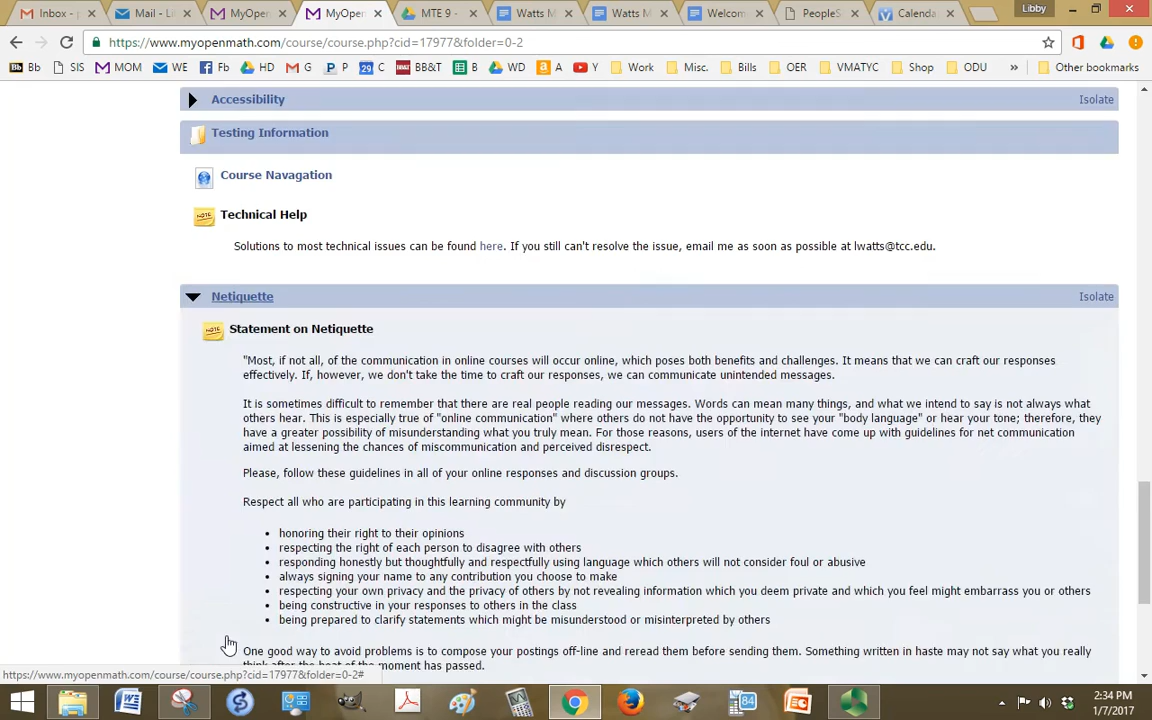 Inbox - p
Mail - Li
MyOpen
MyOpen
MTE 9 -
Watts M
Watts M
Welcom
PeopleS
Calenda
Libby
https://www.myopenmath.com/course/course.php?cid=17977&folder=0-2
Bb SIS MOM WE Fb HD G P C BB&T B WD A Y Work Misc. Bills OER VMATYC Shop ODU » Other bookmarks
Accessibility Isolate
Testing Information
Course Navagation
NOTE Technical Help
Solutions to most technical issues can be found here. If you still can't resolve the issue, email me as soon as possible at lwatts@tcc.edu.
Netiquette Isolate
NOTE Statement on Netiquette
"Most, if not all, of the communication in online courses will occur online, which poses both benefits and challenges. It means that we can craft our responses
effectively. If, however, we don't take the time to craft our responses, we can communicate unintended messages.
It is sometimes difficult to remember that there are real people reading our messages. Words can mean many things, and what we intend to say is not always what
others hear. This is especially true of "online communication" where others do not have the opportunity to see your "body language" or hear your tone; therefore, they
have a greater possibility of misunderstanding what you truly mean. For those reasons, users of the internet have come up with guidelines for net communication
aimed at lessening the chances of miscommunication and perceived disrespect.
Please, follow these guidelines in all of your online responses and discussion groups.
Respect all who are participating in this learning community by
• honoring their right to their opinions
• respecting the right of each person to disagree with others
• responding honestly but thoughtfully and respectfully using language which others will not consider foul or abusive
• always signing your name to any contribution you choose to make
• respecting your own privacy and the privacy of others by not revealing information which you deem private and which you feel might embarrass you or others
• being constructive in your responses to others in the class
• being prepared to clarify statements which might be misunderstood or misinterpreted by others
One good way to avoid problems is to compose your postings off-line and reread them before sending them. Something written in haste may not say what you really
think after the heat of the moment has passed.
https://www.myopenmath.com/course/course.php?cid=17977&folder=0-2#
2:34 PM
1/7/2017